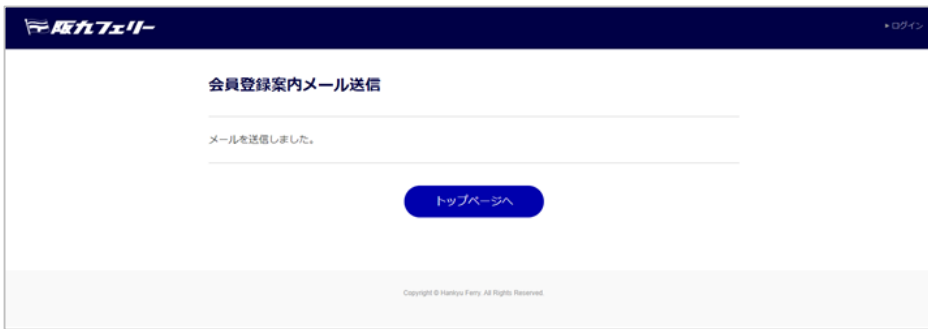 阪九フェリー
▶ログイン
会員登録案内メール送信
メールを送信しました。
トップページへ
Copyright © Hankyu Ferry. All Rights Reserved.